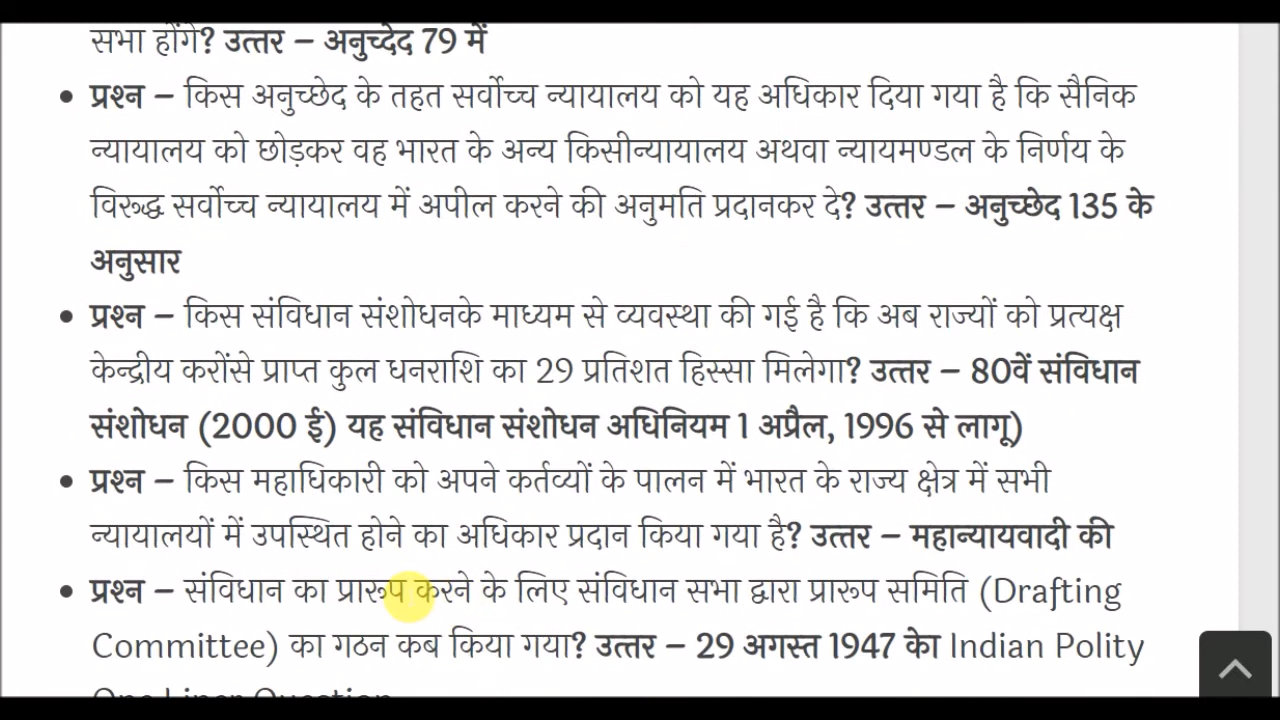 सभा होंगे? उत्तर – अनुच्देद 79 में
प्रश्न – किस अनुच्छेद के तहत सर्वोच्च न्यायालय को यह अधिकार दिया गया है कि सैनिक
न्यायालय को छोड़कर वह भारत के अन्य किसीन्यायालय अथवा न्यायमण्डल के निर्णय के
विरूद्ध सर्वोच्च न्यायालय में अपील करने की अनुमति प्रदानकर दे? उत्तर – अनुच्छेद 135 के
अनुसार
प्रश्न – किस संविधान संशोधनके माध्यम से व्यवस्था की गई है कि अब राज्यों को प्रत्यक्ष
केन्द्रीय करोंसे प्राप्त कुल धनराशि का 29 प्रतिशत हिस्सा मिलेगा? उत्तर – 80वें संविधान
संशोधन (2000 ई) यह संविधान संशोधन अधिनियम 1 अप्रैल, 1996 से लागू)
प्रश्न – किस महाधिकारी को अपने कर्तव्यों के पालन में भारत के राज्य क्षेत्र में सभी
न्यायालयों में उपस्थित होने का अधिकार प्रदान किया गया है? उत्तर – महान्यायवादी की
प्रश्न – संविधान का प्रारूप करने के लिए संविधान सभा द्वारा प्रारूप समिति (Drafting
Committee) का गठन कब किया गया? उत्तर – 29 अगस्त 1947 केा Indian Polity
One Liner Question